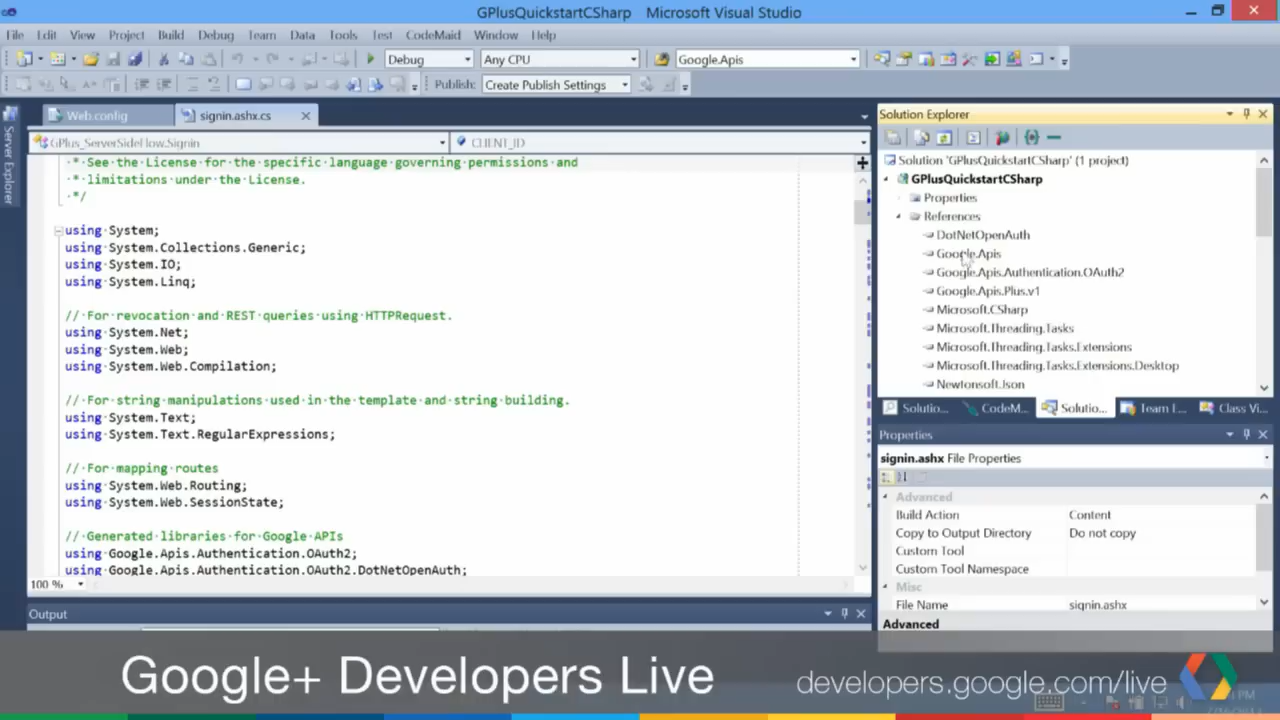 GPlusQuickstartCSharp    Microsoft Visual Studio
File Edit View Project Build Debug Team Data Tools Test CodeMaid Window Help
Debug Any CPU Google.Apis
Publish: Create Publish Settings
Server Explorer
Web.config signin.ashx.cs
GPlus_ServerSideFlow.Signin CLIENT_ID
* See the License for the specific language governing permissions and
* limitations under the License.
*/
using System;
using System.Collections.Generic;
using System.IO;
using System.Linq;
// For revocation and REST queries using HTTPRequest.
using System.Net;
using System.Web;
using System.Web.Compilation;
// For string manipulations used in the template and string building.
using System.Text;
using System.Text.RegularExpressions;
// For mapping routes
using System.Web.Routing;
using System.Web.SessionState;
// Generated libraries for Google APIs
using Google.Apis.Authentication.OAuth2;
using Google.Apis.Authentication.OAuth2.DotNetOpenAuth;
100 %
Output
Solution Explorer
Solution 'GPlusQuickstartCSharp' (1 project)
GPlusQuickstartCSharp
Properties
References
DotNetOpenAuth
Google.Apis
Google.Apis.Authentication.OAuth2
Google.Apis.Plus.v1
Microsoft.CSharp
Microsoft.Threading.Tasks
Microsoft.Threading.Tasks.Extensions
Microsoft.Threading.Tasks.Extensions.Desktop
Newtonsoft.Json
Solutio... CodeM... Solutio... Team E... Class Vi...
Properties
signin.ashx File Properties
Advanced
Build Action Content
Copy to Output Directory Do not copy
Custom Tool
Custom Tool Namespace
Misc
File Name signin.ashx
Advanced
Google+ Developers Live
developers.google.com/live